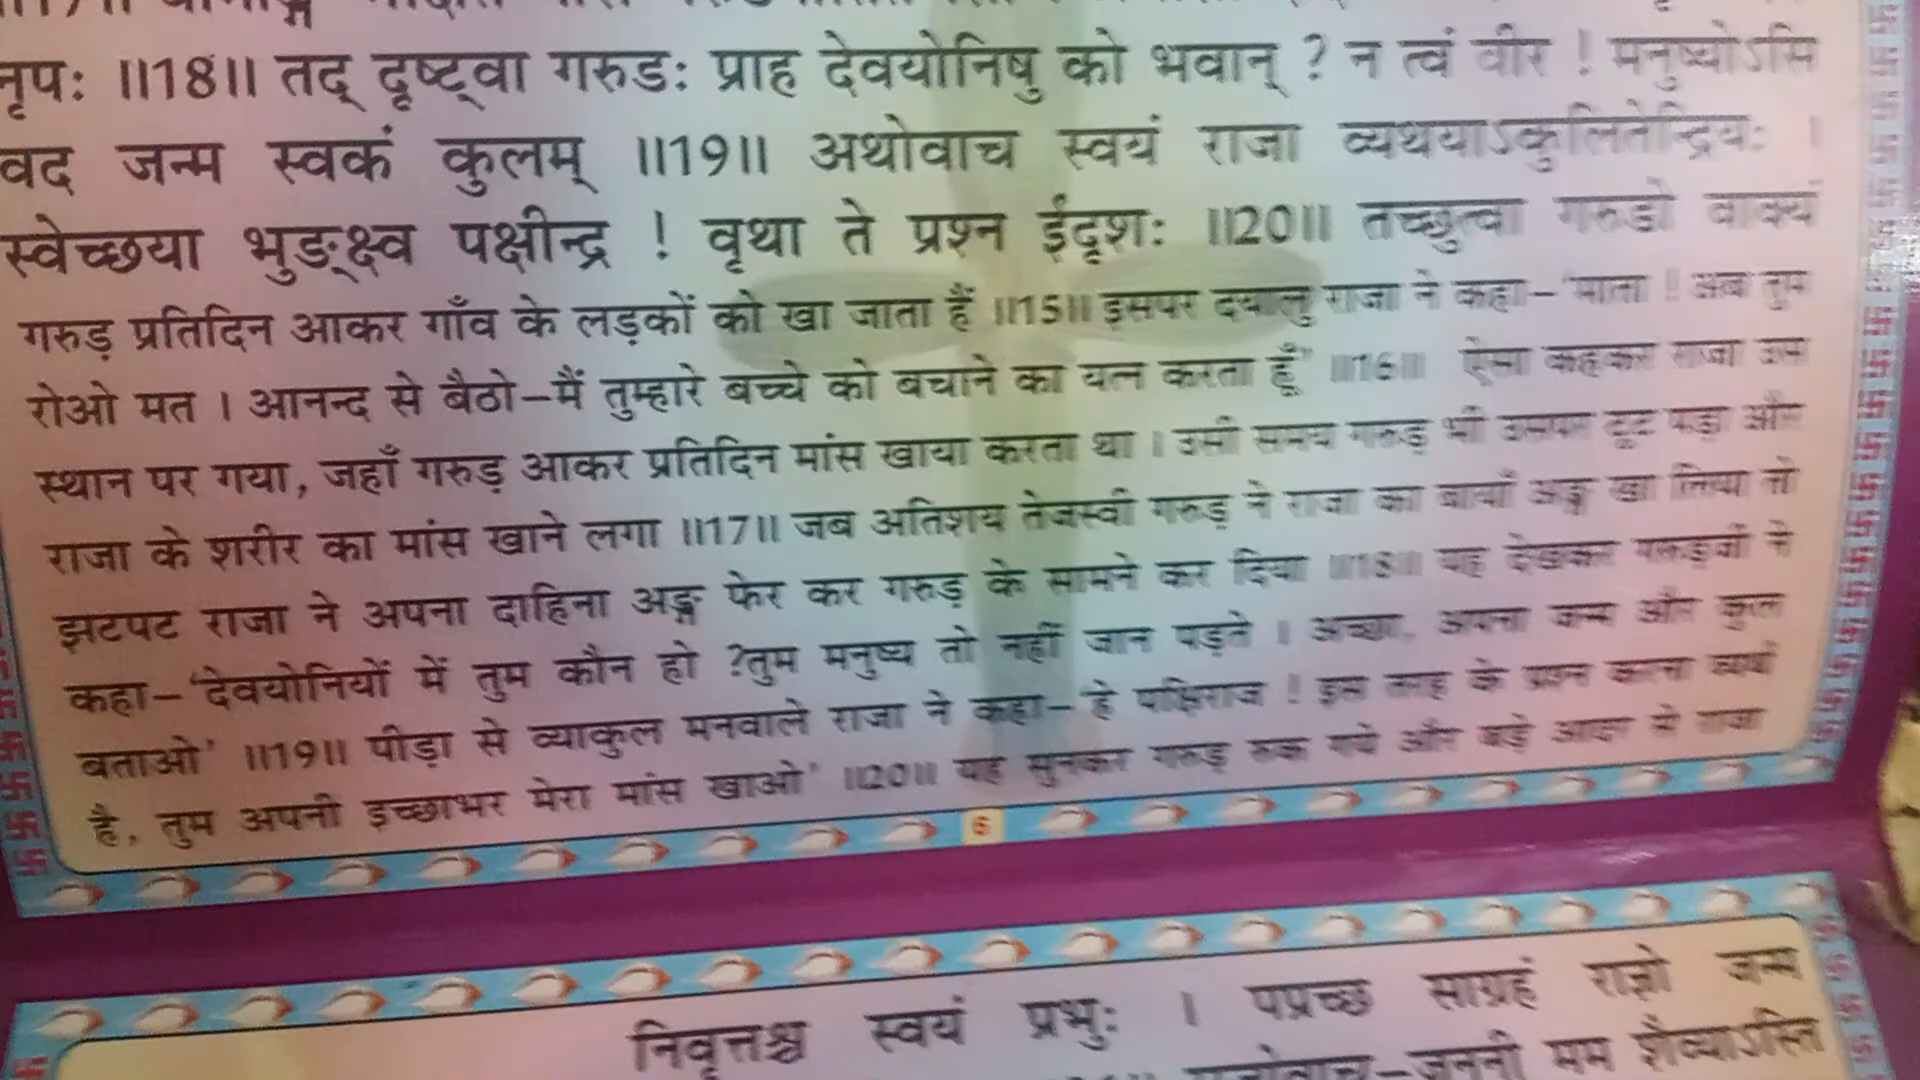 नृपः ॥18॥ तद् दृष्ट्वा गरुडः प्राह देवयोनिषु को भवान् ? न त्वं वीर ! मनुष्योऽसि
वद जन्म स्वकं कुलम् ॥19॥ अथोवाच स्वयं राजा व्यथयाऽकुलितेन्द्रियः ।
स्वेच्छया भुङ्क्ष्व पक्षीन्द्र ! वृथा ते प्रश्न ईदृशः ॥20॥ तच्छ्रुत्वा गरुडो वाक्यं
गरुड़ प्रतिदिन आकर गाँव के लड़कों को खा जाता हैं ॥15॥ इसपर दयालु राजा ने कहा–'माता ! अब तुम
रोओ मत । आनन्द से बैठो–मैं तुम्हारे बच्चे को बचाने का यत्न करता हूँ' ॥16॥ ऐसा कहकर राजा उस
स्थान पर गया, जहाँ गरुड़ आकर प्रतिदिन मांस खाया करता था । उसी समय गरुड़ भी उसपर टूट पड़ा और
राजा के शरीर का मांस खाने लगा ॥17॥ जब अतिशय तेजस्वी गरुड़ ने राजा का बायाँ अङ्ग खा लिया तो
झटपट राजा ने अपना दाहिना अङ्ग फेर कर गरुड़ के सामने कर दिया ॥18॥ यह देखकर गरुड़जी ने
कहा–'देवयोनियों में तुम कौन हो ?तुम मनुष्य तो नहीं जान पड़ते । अच्छा, अपना जन्म और कुल
बताओ' ॥19॥ पीड़ा से व्याकुल मनवाले राजा ने कहा–'हे पक्षिराज ! इस तरह के प्रश्न करना व्यर्थ
है, तुम अपनी इच्छाभर मेरा मांस खाओ' ॥20॥ यह सुनकर गरुड़ रुक गये और बड़े आदर से राजा
6
निवृत्तश्च स्वयं प्रभुः । पप्रच्छ साग्रहं राज्ञो जन्म
जननी मम शैव्याऽस्ति